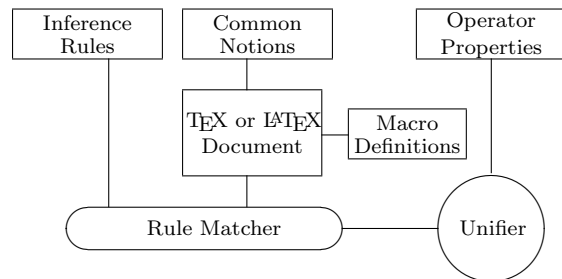 Inference
Rules
Common
Notions
Operator
Properties
TEX or LATEX
Document
Macro
Definitions
Rule Matcher
Unifier